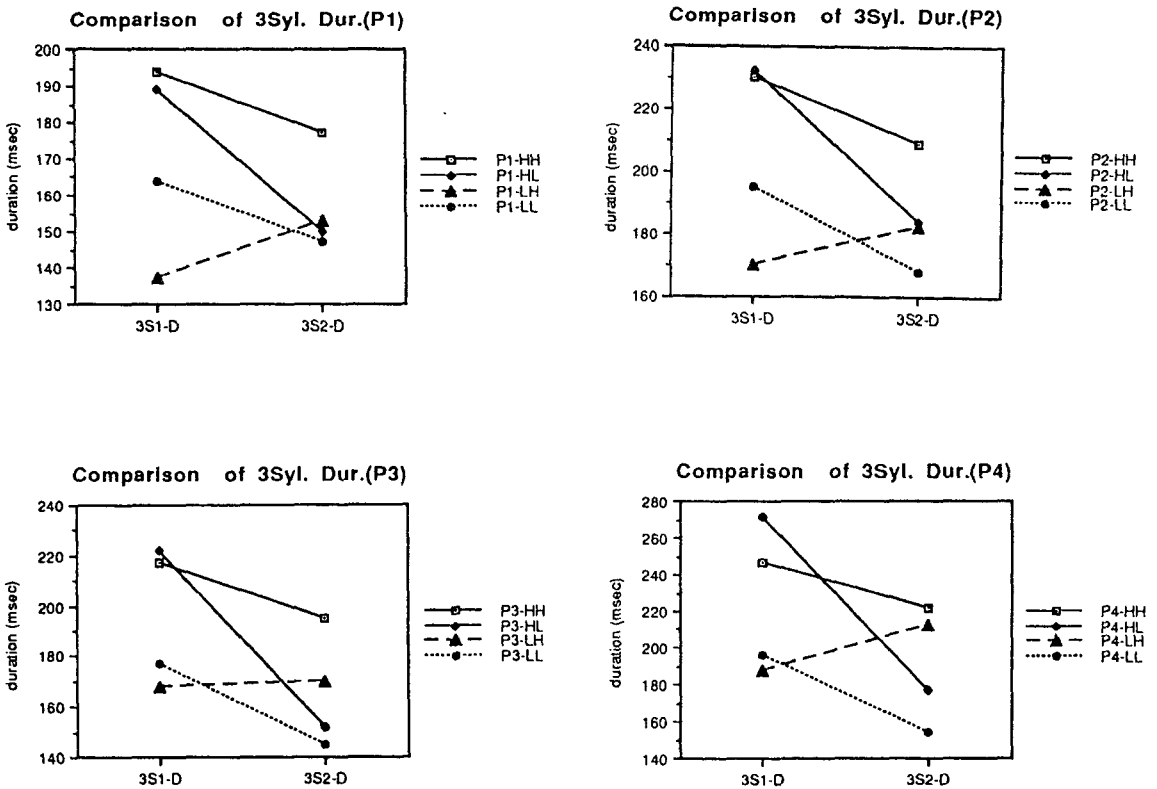 Comparison of 3Syl. Dur.(P1)
duration (msec)
200
190
180
170
160
150
140
130
3S1-D
3S2-D
P1-HH
P1-HL
P1-LH
P1-LL
Comparison of 3Syl. Dur.(P2)
duration (msec)
240
220
200
180
160
3S1-D
3S2-D
P2-HH
P2-HL
P2-LH
P2-LL
Comparison of 3Syl. Dur.(P3)
duration (msec)
240
220
200
180
160
140
3S1-D
3S2-D
P3-HH
P3-HL
P3-LH
P3-LL
Comparison of 3Syl. Dur.(P4)
duration (msec)
280
260
240
220
200
180
160
140
3S1-D
3S2-D
P4-HH
P4-HL
P4-LH
P4-LL